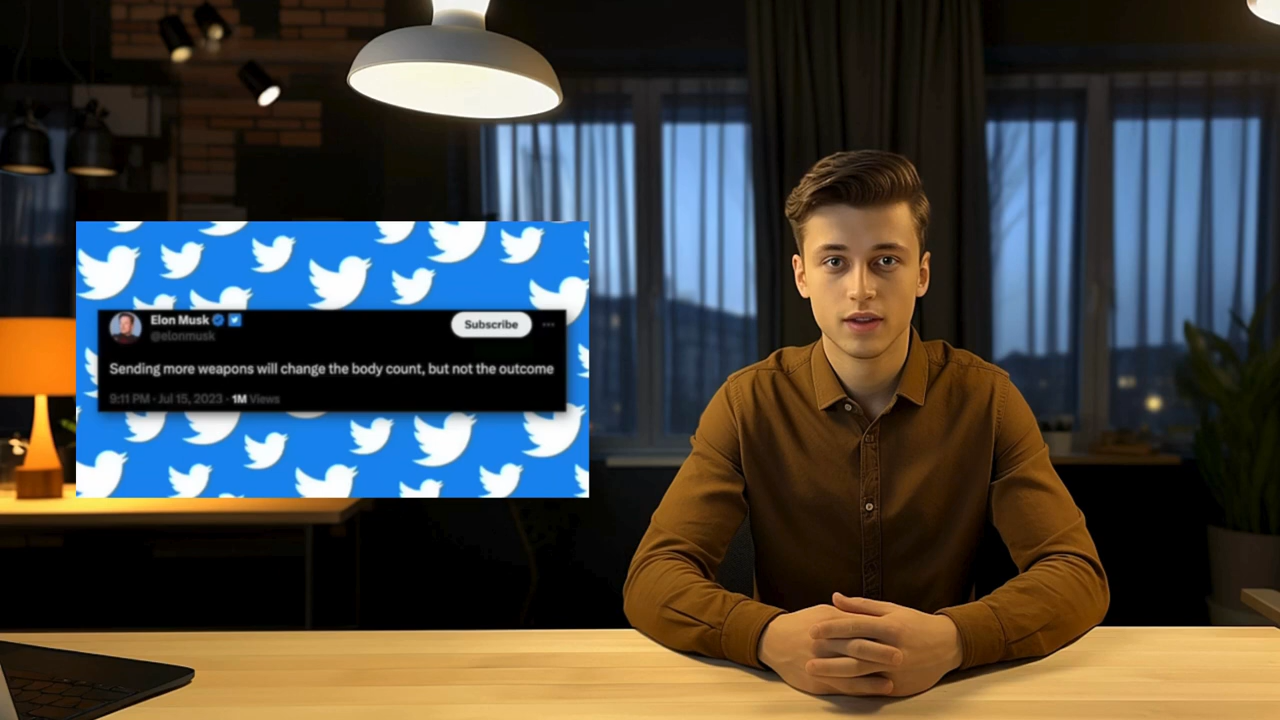 Elon Musk
@elonmusk
Subscribe
Sending more weapons will change the body count, but not the outcome
9:11 PM · Jul 15, 2023 · 1M Views